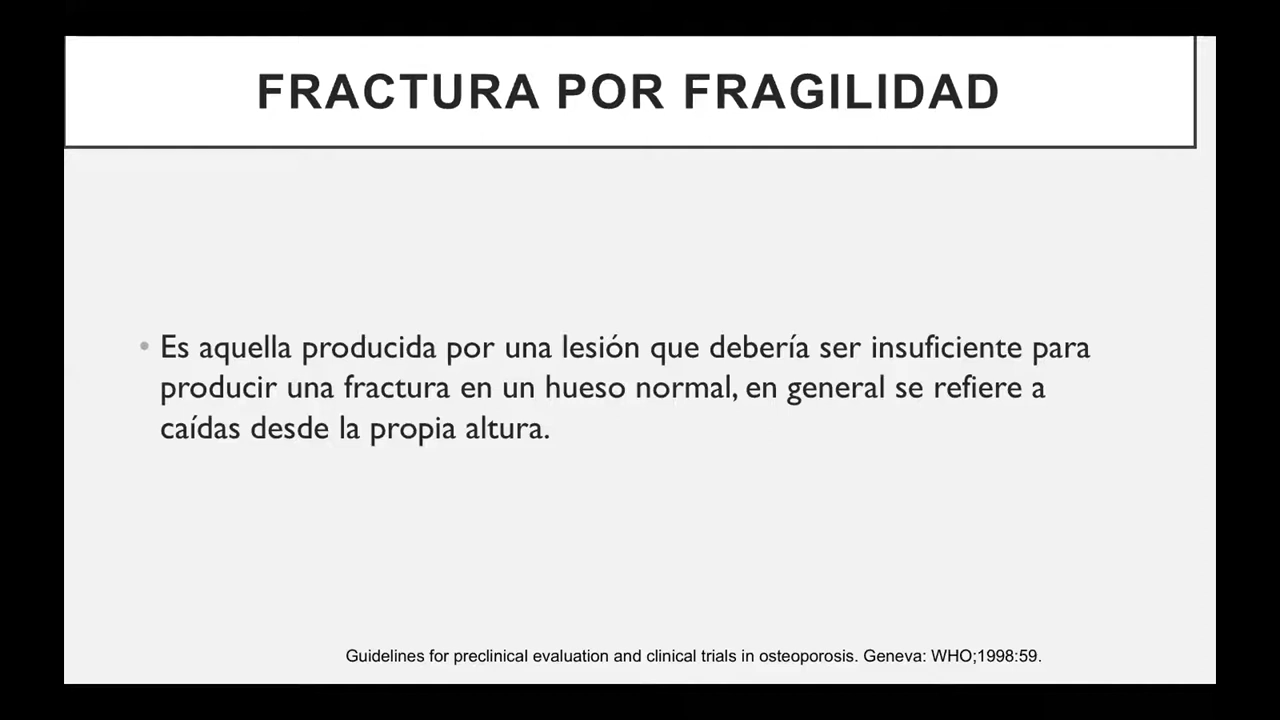 FRACTURA POR FRAGILIDAD
• Es aquella producida por una lesión que debería ser insuficiente para
producir una fractura en un hueso normal, en general se refiere a
caídas desde la propia altura.
Guidelines for preclinical evaluation and clinical trials in osteoporosis. Geneva: WHO;1998:59.